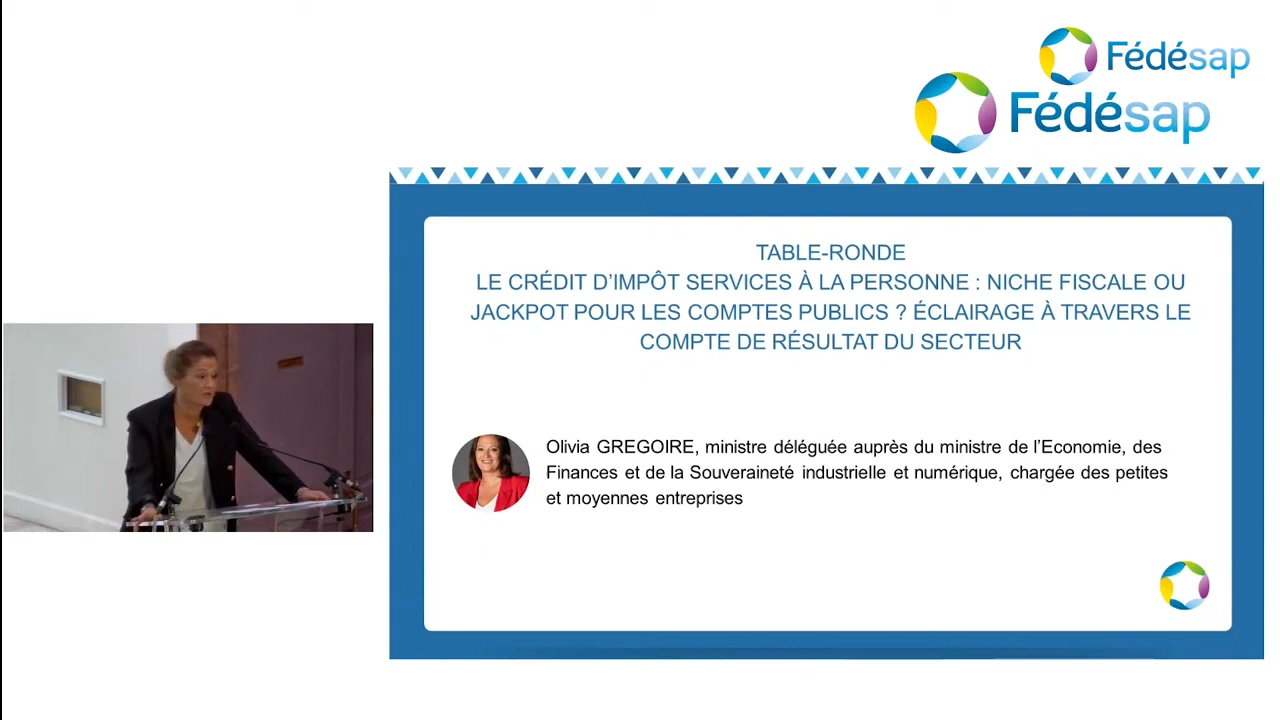 Fédésap
Fédésap
TABLE-RONDE
LE CRÉDIT D’IMPÔT SERVICES À LA PERSONNE : NICHE FISCALE OU
JACKPOT POUR LES COMPTES PUBLICS ? ÉCLAIRAGE À TRAVERS LE
COMPTE DE RÉSULTAT DU SECTEUR
Olivia GREGOIRE, ministre déléguée auprès du ministre de l’Economie, des
Finances et de la Souveraineté industrielle et numérique, chargée des petites
et moyennes entreprises